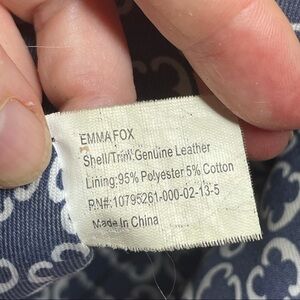 EMMA FOX
Shell/Trim:Genuine Leather
Lining:95% Polyester 5% Cotton
RN#:10795261-000-02-13-5
Made in China